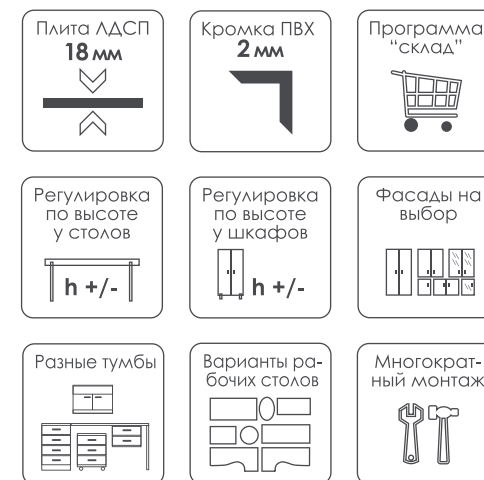 Плита ЛДСП
18 мм
Кромка ПВХ
2 мм
Программа
“склад”
Регулировка
по высоте
у столов
h +/-
Регулировка
по высоте
у шкафов
h +/-
Фасады на
выбор
Разные тумбы
Варианты ра-
бочих столов
Многократ-
ный монтаж